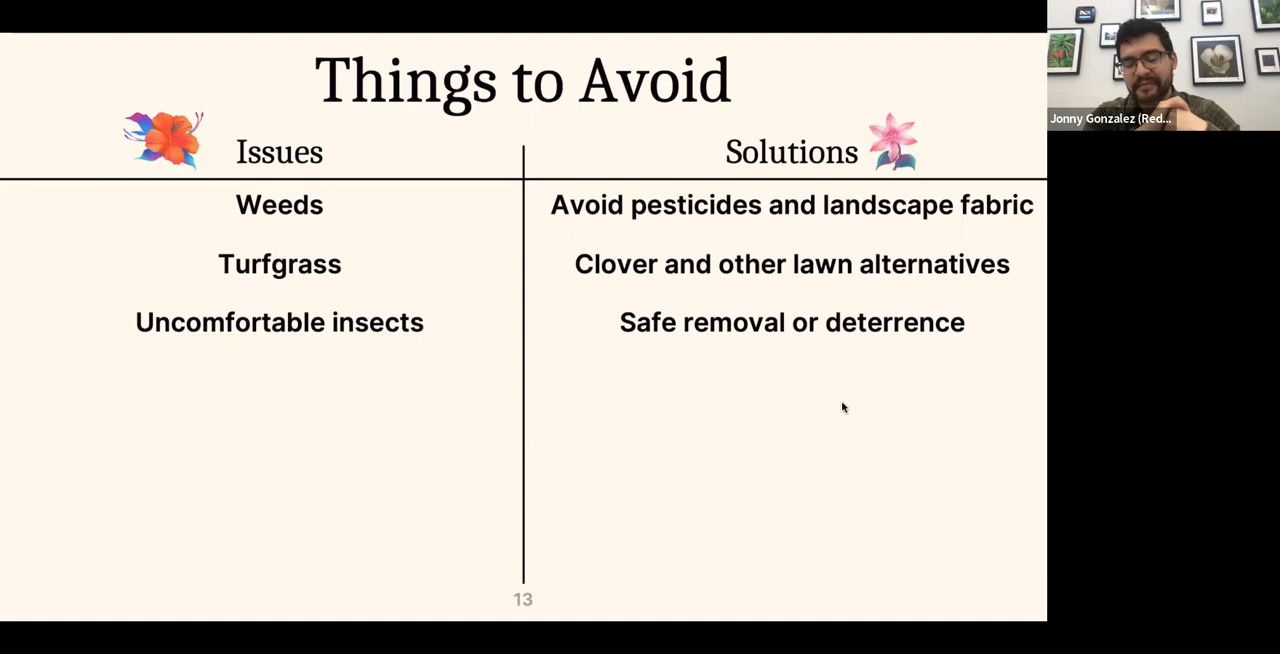 Things to Avoid
Issues
Solutions
Weeds
Avoid pesticides and landscape fabric
Turfgrass
Clover and other lawn alternatives
Uncomfortable insects
Safe removal or deterrence
13
Jonny Gonzalez (Red...